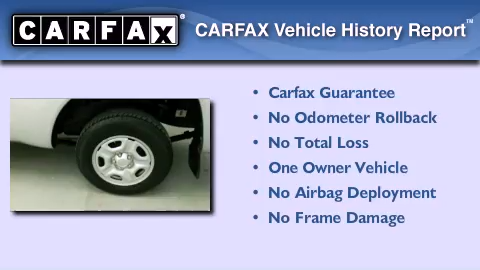 CARFAX® CARFAX Vehicle History Report™
• Carfax Guarantee
• No Odometer Rollback
• No Total Loss
• One Owner Vehicle
• No Airbag Deployment
• No Frame Damage